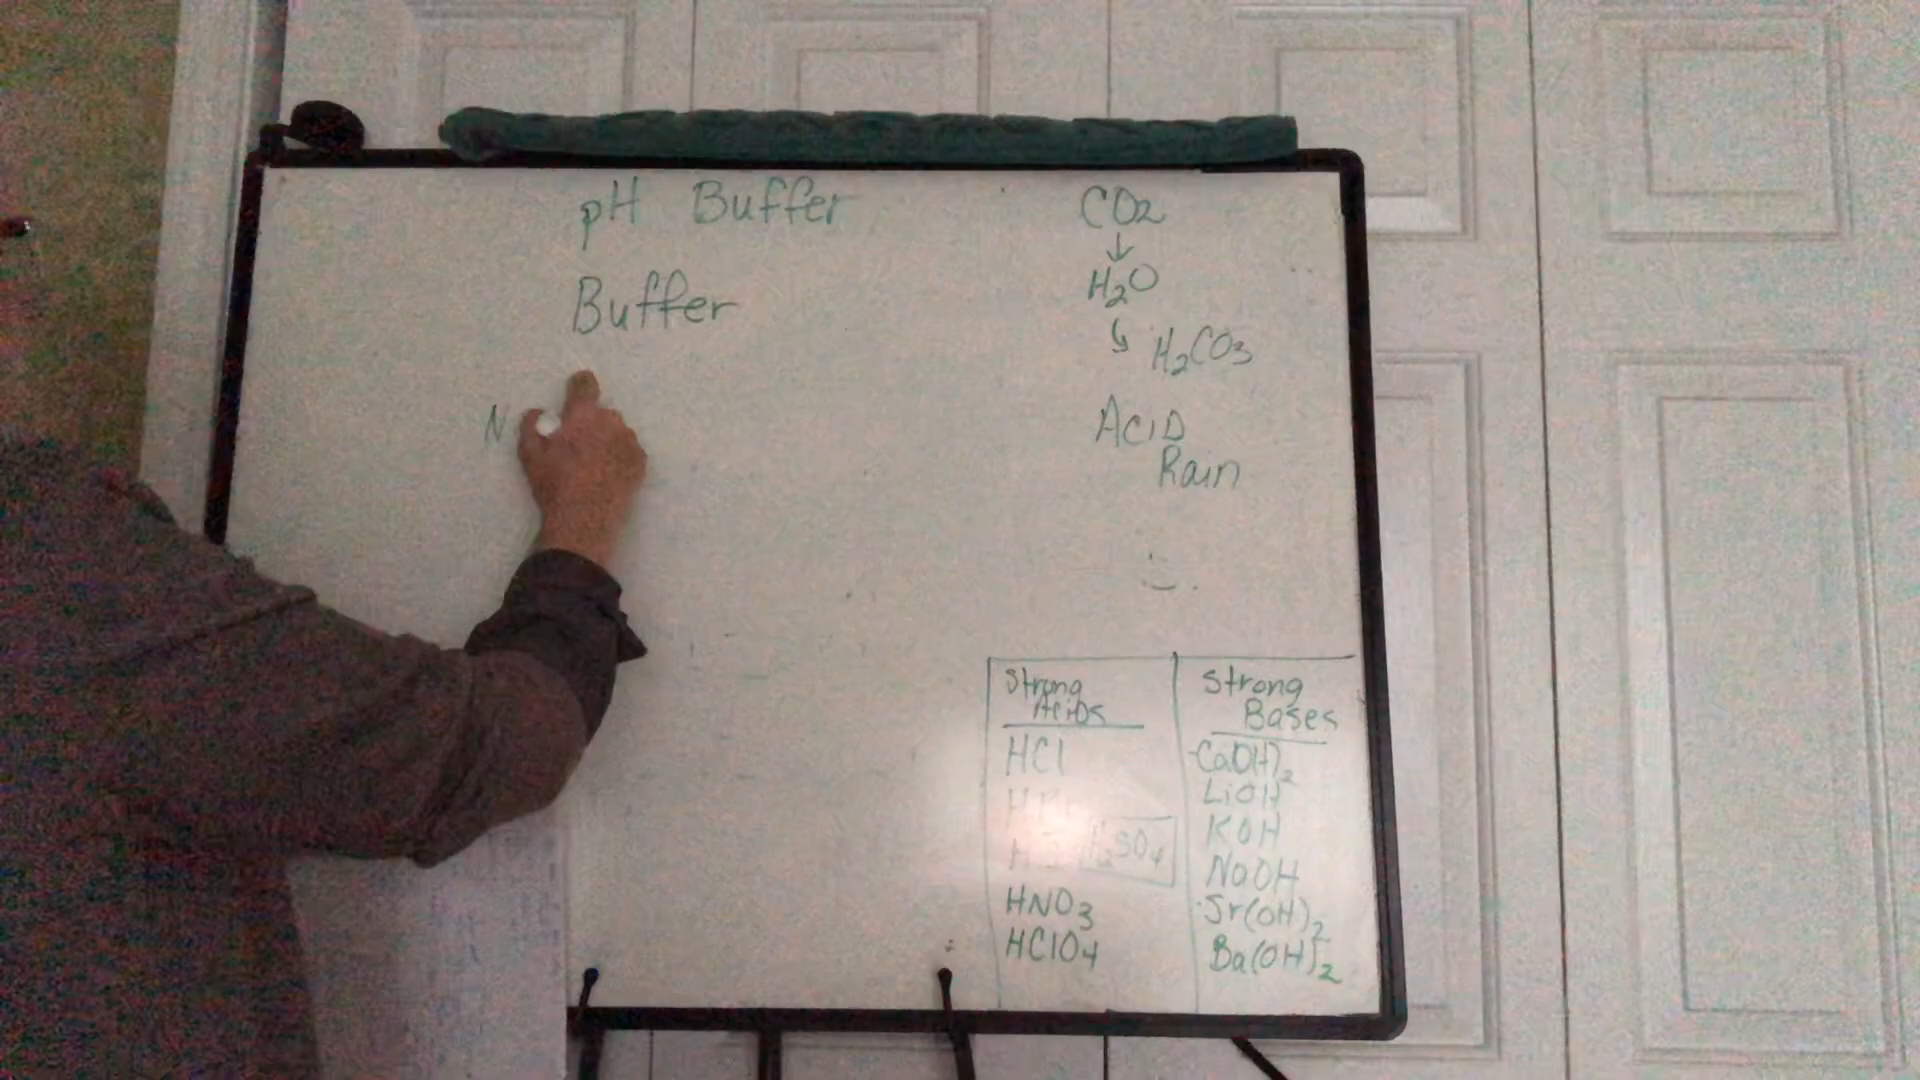 pH Buffer
Buffer
N
CO2
↓
H2O
H2CO3
ACID
Rain
Strong
Acids
HCl
H2SO4
HNO3
HClO4
Strong
Bases
Ca(OH)2
LiOH
KOH
NaOH
Sr(OH)2
Ba(OH)2